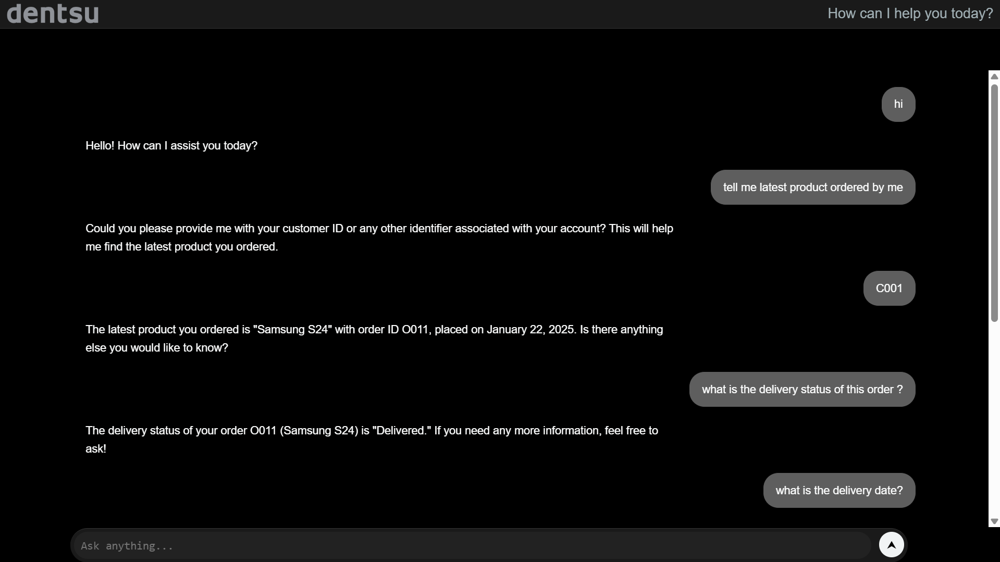 dentsu
How can I help you today?
hi
Hello! How can I assist you today?
tell me latest product ordered by me
Could you please provide me with your customer ID or any other identifier associated with your account? This will help
me find the latest product you ordered.
C001
The latest product you ordered is "Samsung S24" with order ID O011, placed on January 22, 2025. Is there anything
else you would like to know?
what is the delivery status of this order ?
The delivery status of your order O011 (Samsung S24) is "Delivered." If you need any more information, feel free to
ask!
what is the delivery date?
Ask anything...